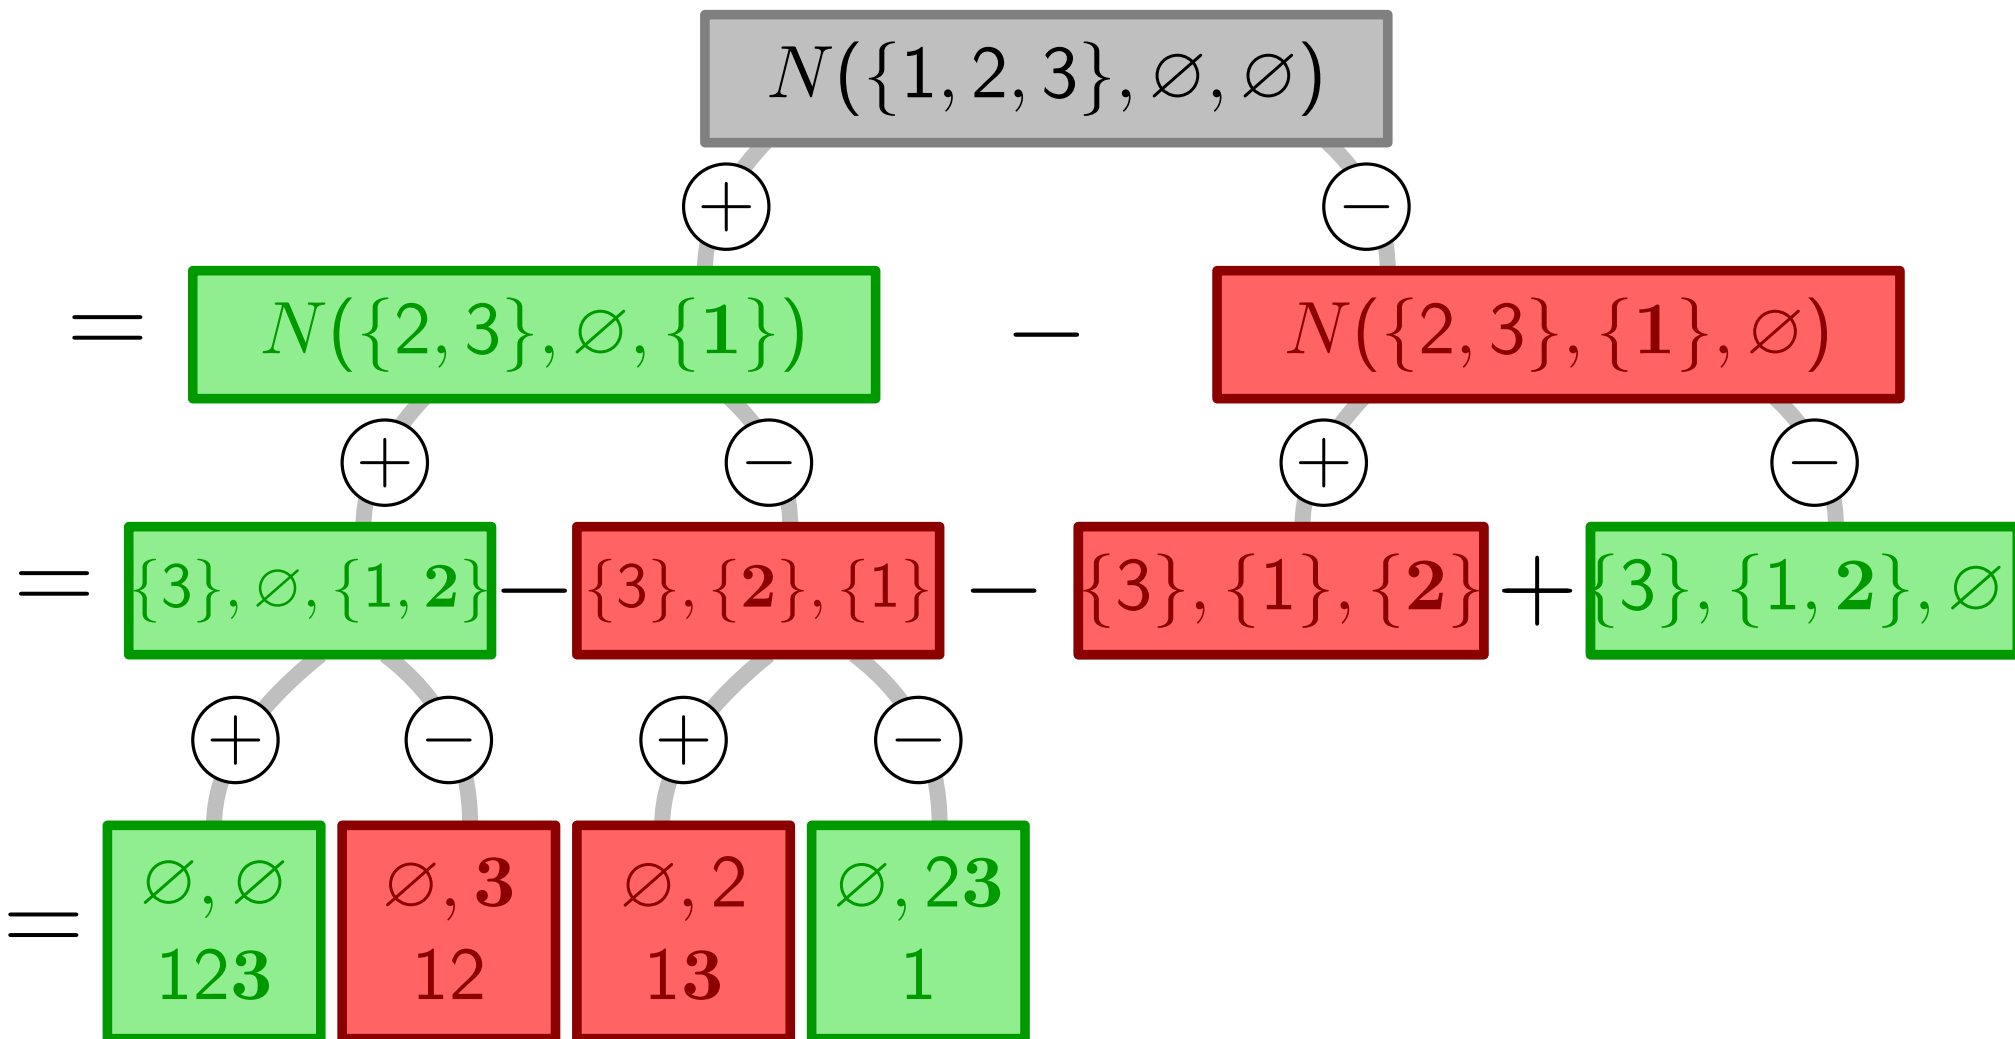 N({1, 2, 3}, ∅, ∅)
+ −
= N({2, 3}, ∅, {1}) − N({2, 3}, {1}, ∅)
+ − + −
= {3}, ∅, {1, 2} − {3}, {2}, {1} − {3}, {1}, {2} + {3}, {1, 2}, ∅
+ − + −
= ∅, ∅ ∅, 3 ∅, 2 ∅, 23
123 12 13 1